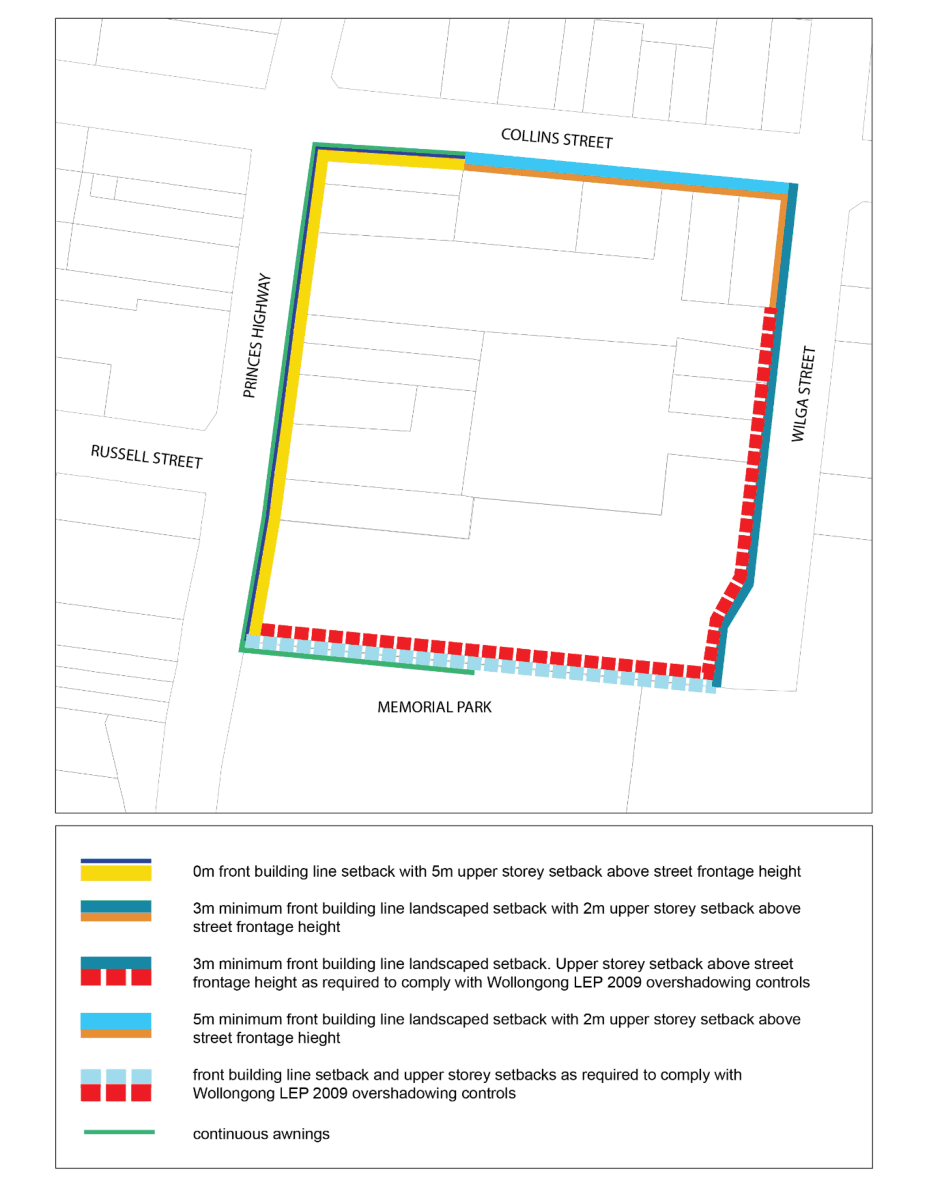 COLLINS STREET
PRINCES HIGHWAY
WILGA STREET
RUSSELL STREET
MEMORIAL PARK
0m front building line setback with 5m upper storey setback above street frontage height
3m minimum front building line landscaped setback with 2m upper storey setback above
street frontage height
3m minimum front building line landscaped setback. Upper storey setback above street
frontage height as required to comply with Wollongong LEP 2009 overshadowing controls
5m minimum front building line landscaped setback with 2m upper storey setback above
street frontage hieght
front building line setback and upper storey setbacks as required to comply with
Wollongong LEP 2009 overshadowing controls
continuous awnings